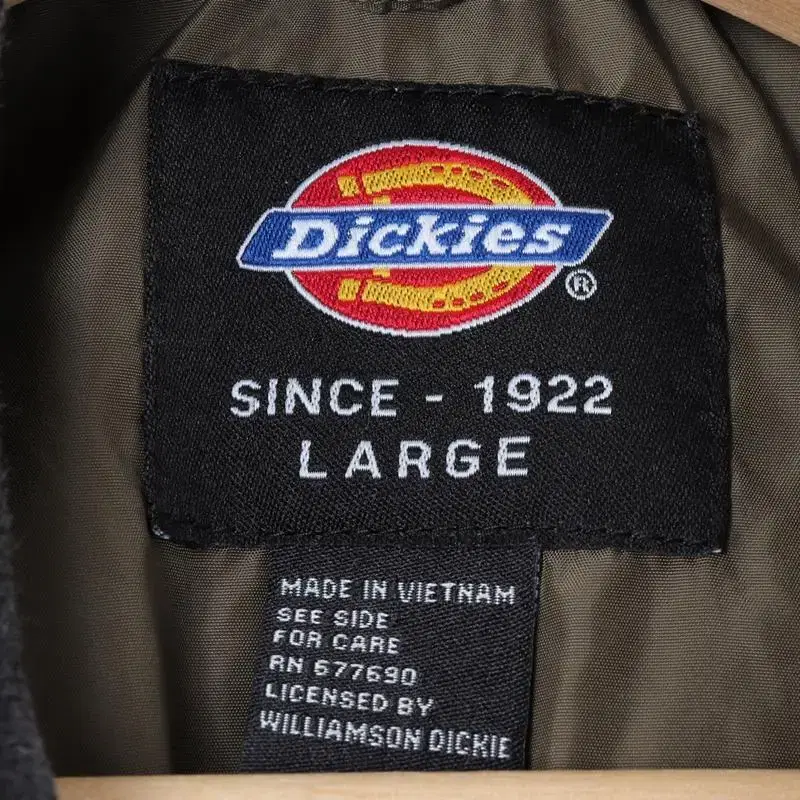 Dickies®
SINCE - 1922
LARGE
MADE IN VIETNAM
SEE SIDE
FOR CARE
RN 677690
LICENSED BY
WILLIAMSON DICKIE